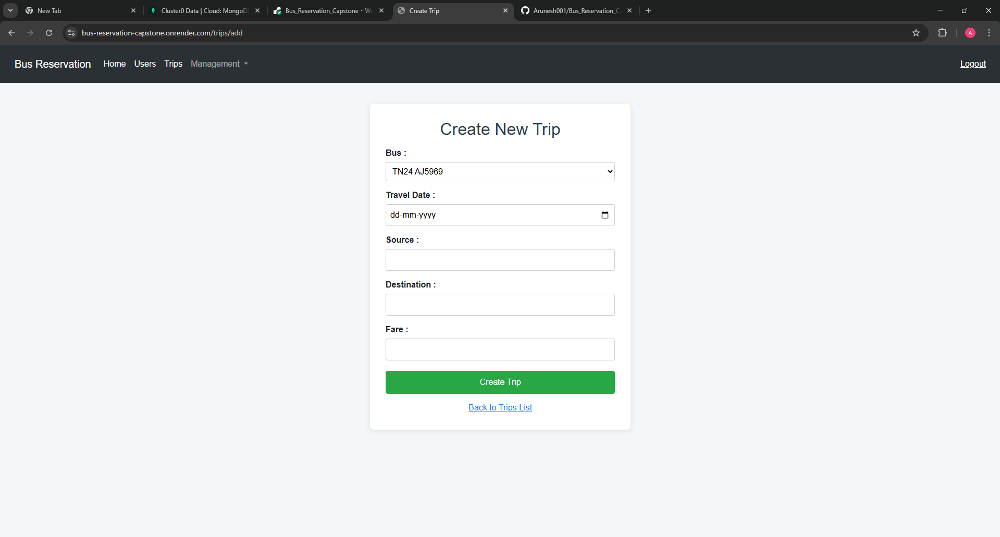 New Tab
Cluster0 Data | Cloud: MongoD
Bus_Reservation_Capstone · We
Create Trip
Arunesh001/Bus_Reservation_C
bus-reservation-capstone.onrender.com/trips/add
A
Bus Reservation
Home
Users
Trips
Management
Logout
Create New Trip
Bus :
TN24 AJ5969
Travel Date :
dd-mm-yyyy
Source :
Destination :
Fare :
Create Trip
Back to Trips List